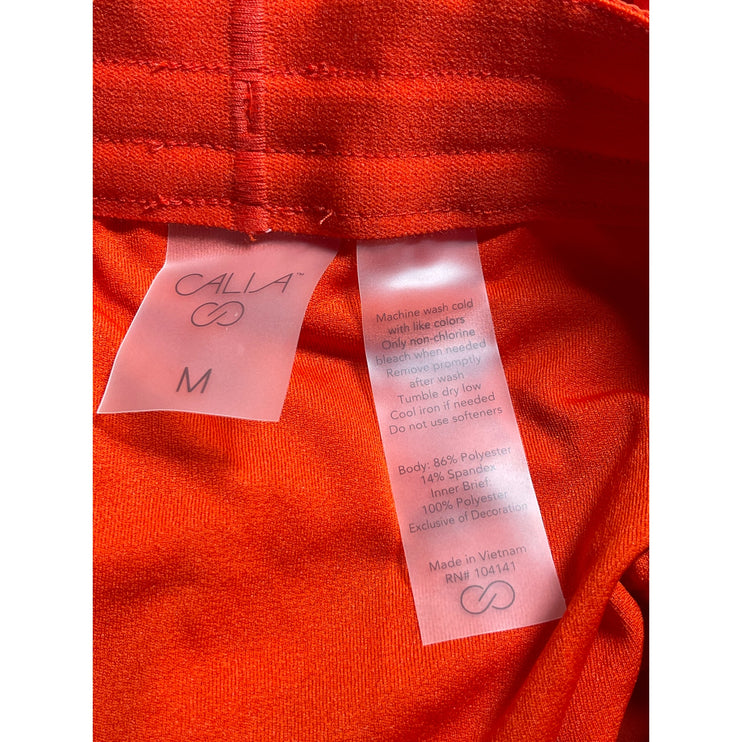 CALIA™
M
Machine wash cold
with like colors
Only non-chlorine
bleach when needed
Remove promptly
after wash
Tumble dry low
Cool iron if needed
Do not use softeners
Body: 86% Polyester
14% Spandex
Inner Brief:
100% Polyester
Exclusive of Decoration
Made in Vietnam
RN# 104141